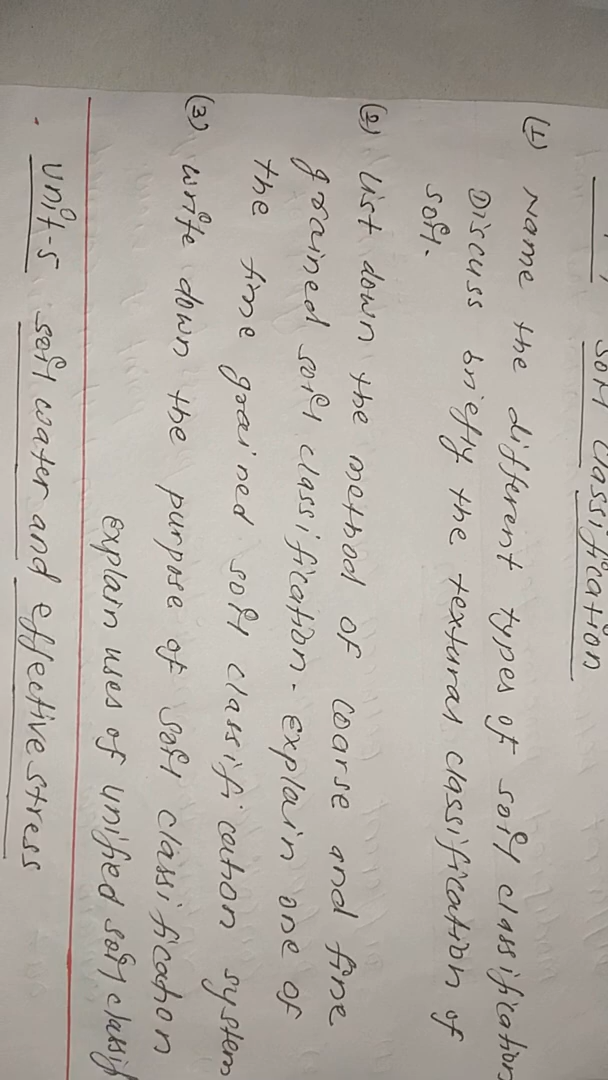 Soil classification
(1) Name the different types of soil classification
Discuss briefly the textural classification of
soil.
(2) List down the method of coarse and fine
grained soil classification. Explain one of
the fine grained soil classification system
(3) write down the purpose of soil classification
explain uses of unified soil classif
Unit-5 soil water and effective stress